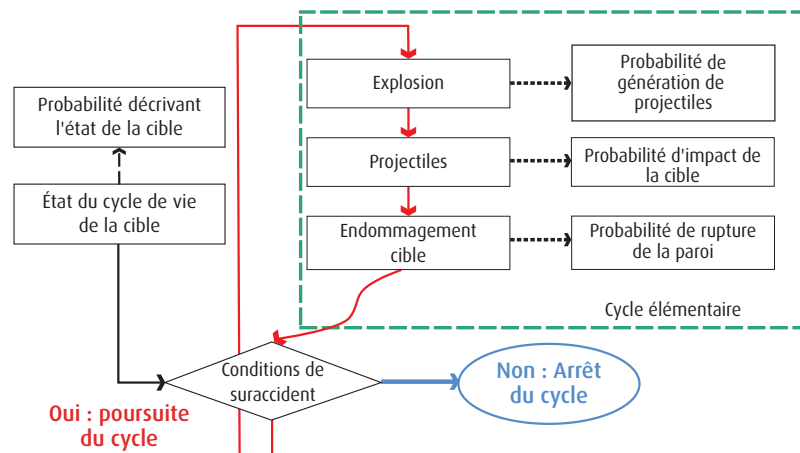 Explosion
Probabilité de
génération de
projectiles
Probabilité décrivant
l'état de la cible
Projectiles
Probabilité d'impact de
la cible
État du cycle de vie
de la cible
Endommagement
cible
Probabilité de rupture
de la paroi
Cycle élémentaire
Conditions de
suraccident
Non : Arrêt
du cycle
Oui : poursuite
du cycle